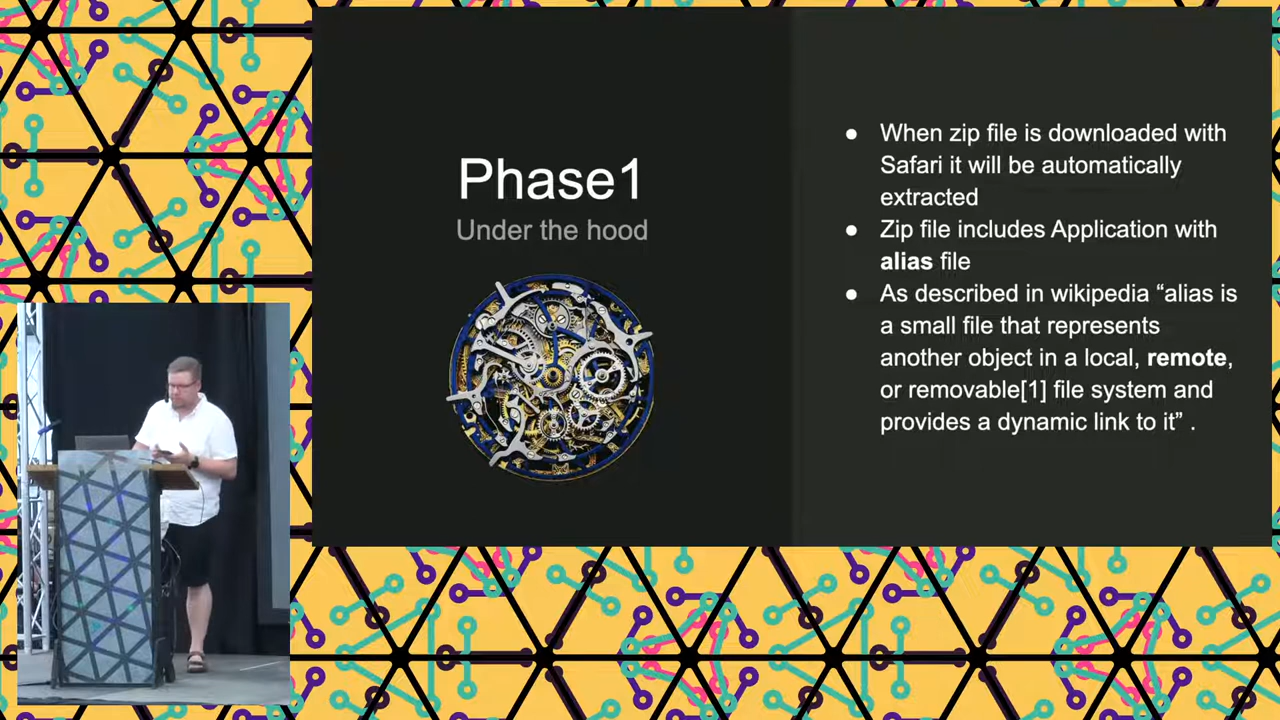 Phase1
Under the hood
● When zip file is downloaded with
Safari it will be automatically
extracted
● Zip file includes Application with
alias file
● As described in wikipedia “alias is
a small file that represents
another object in a local, remote,
or removable[1] file system and
provides a dynamic link to it” .